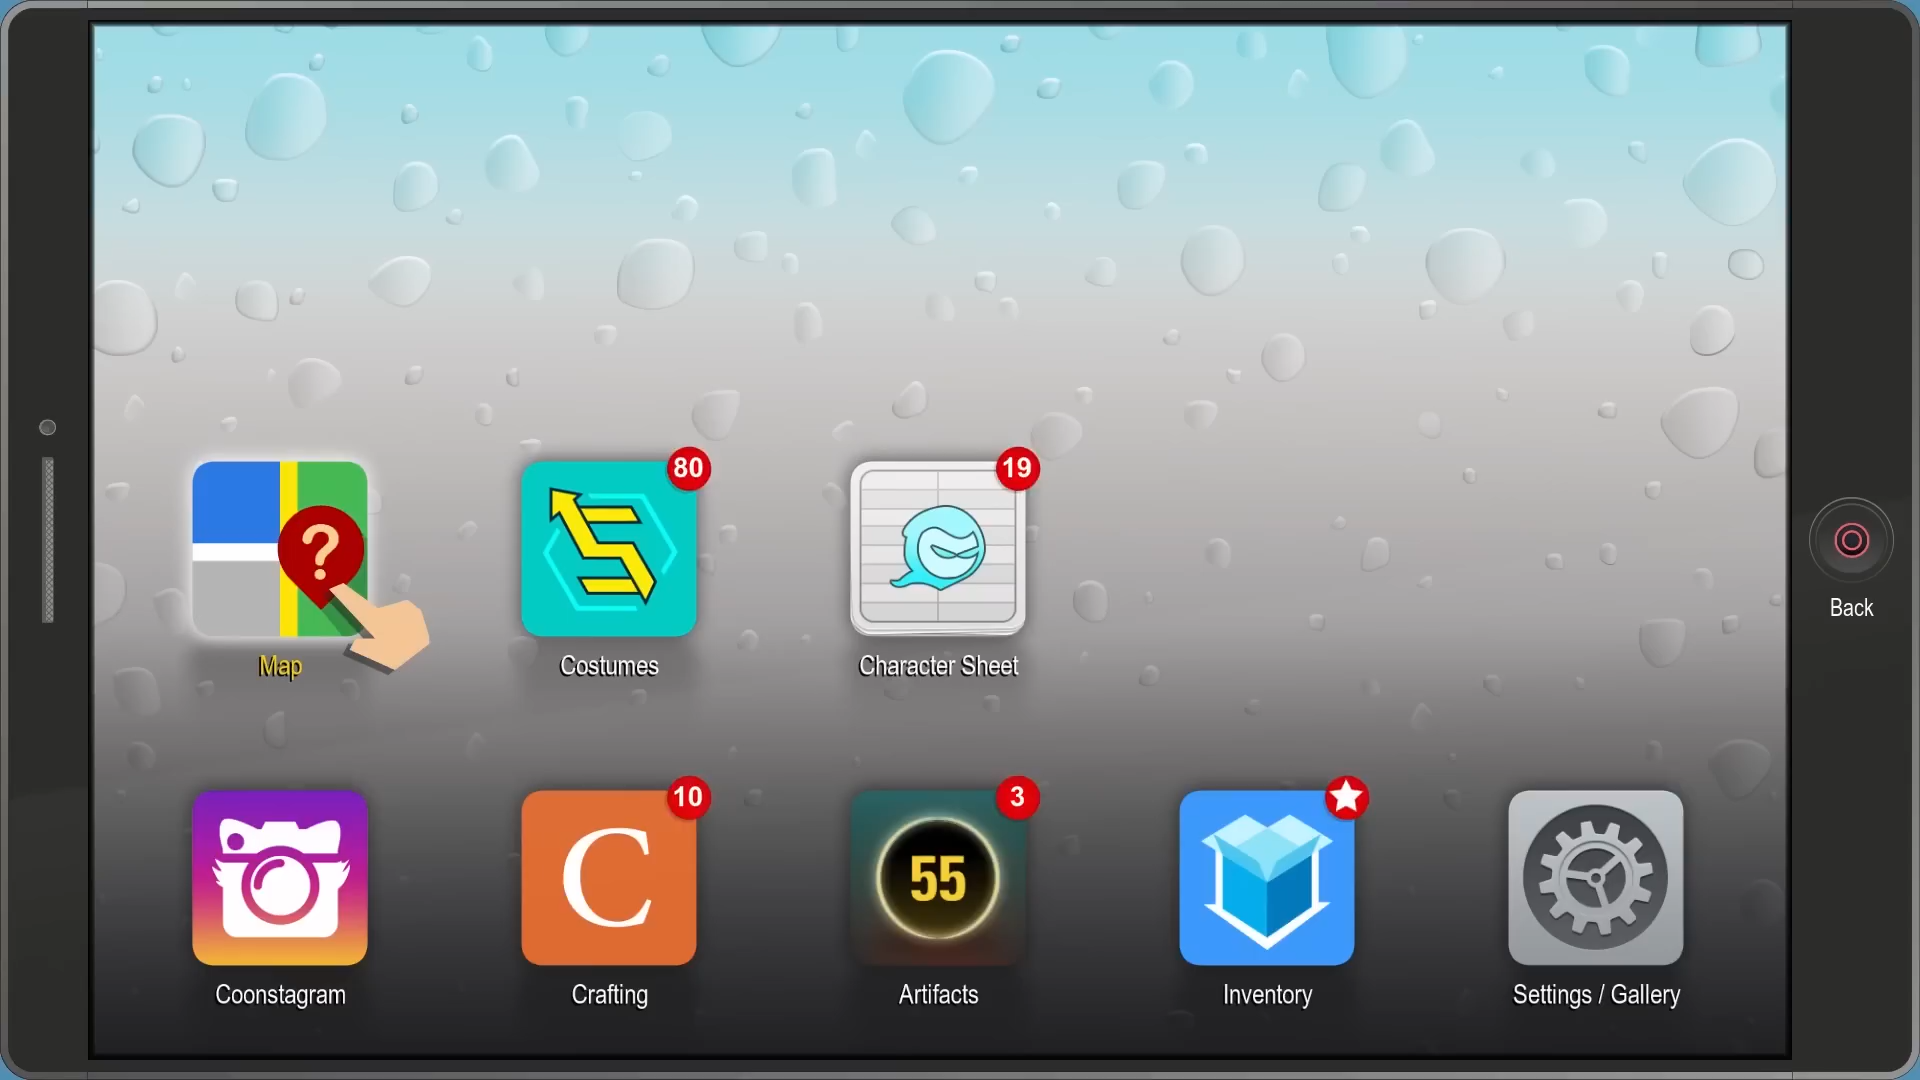 80
19
?
Back
Map
Costumes
Character Sheet
10
3
C
55
Coonstagram
Crafting
Artifacts
Inventory
Settings / Gallery